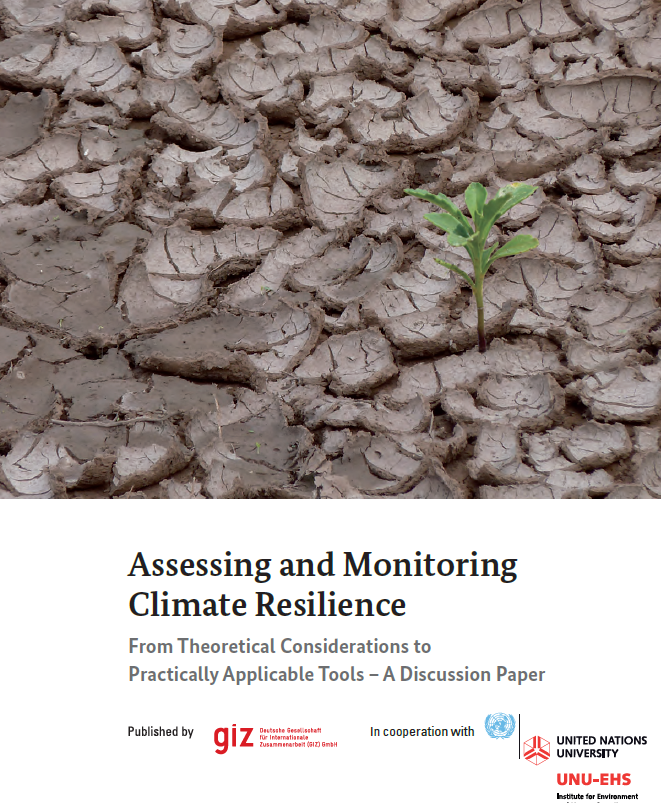 Assessing and Monitoring
Climate Resilience
From Theoretical Considerations to
Practically Applicable Tools – A Discussion Paper
Published by
giz
Deutsche Gesellschaft
für Internationale
Zusammenarbeit (GIZ) GmbH
In cooperation with
UNITED NATIONS
UNIVERSITY
UNU-EHS
Institute for Environment